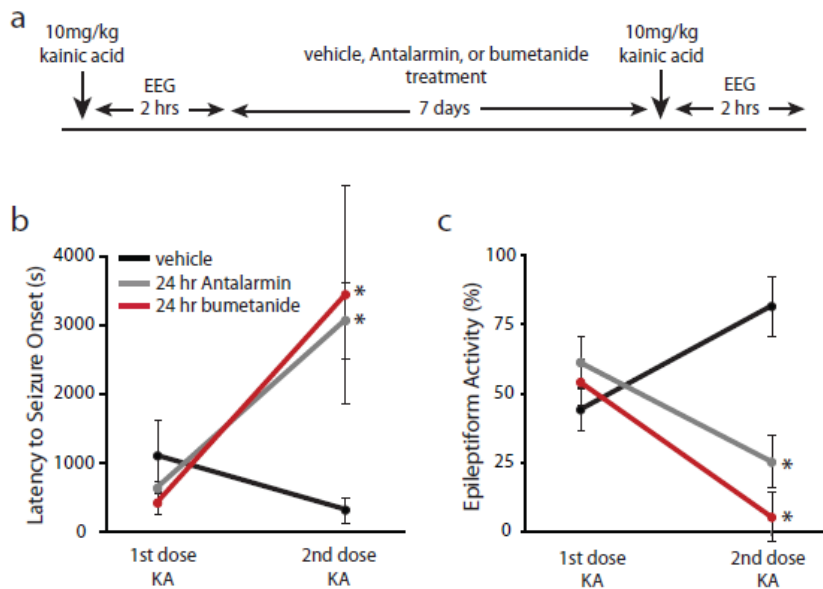 a
10mg/kg
kainic acid
EEG
2 hrs
vehicle, Antalarmin, or bumetanide
treatment
7 days
10mg/kg
kainic acid
EEG
2 hrs
b
Latency to Seizure Onset (s)
4000
3000
2000
1000
0
vehicle
24 hr Antalarmin
24 hr bumetanide
*
*
1st dose
KA
2nd dose
KA
c
Epileptiform Activity (%)
100
75
50
25
0
*
*
1st dose
KA
2nd dose
KA